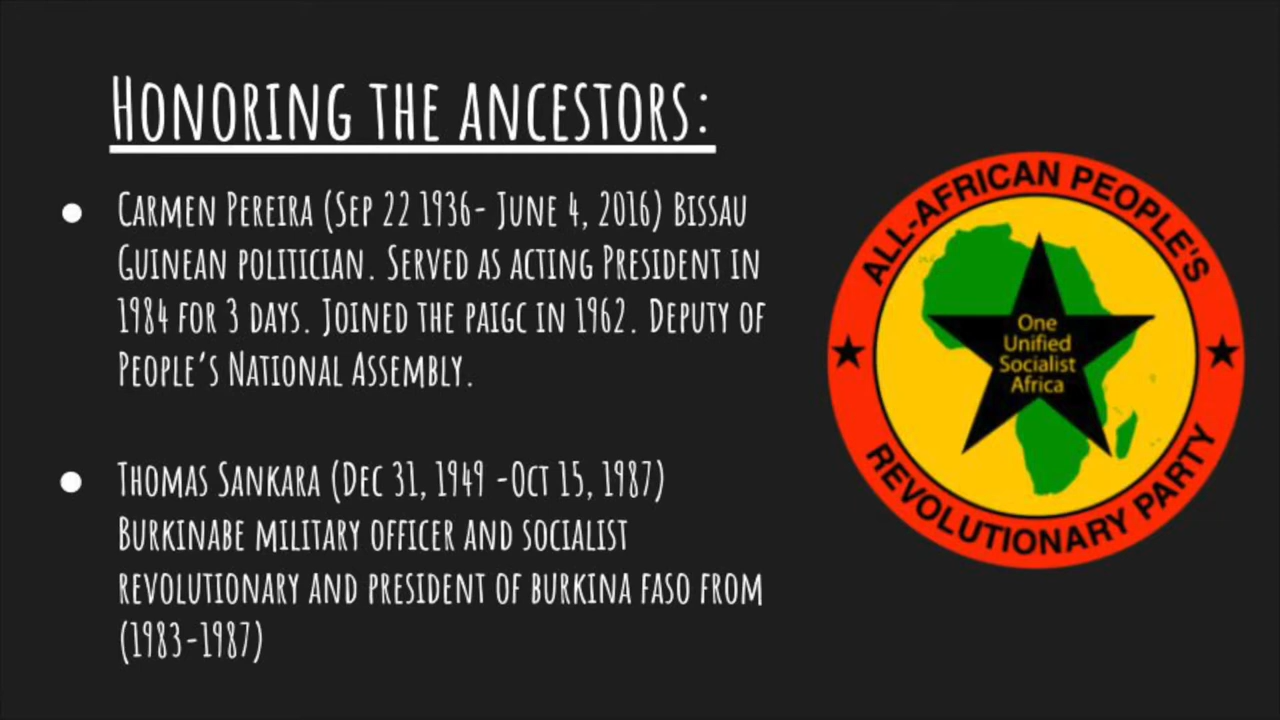 Honoring the ancestors:
● Carmen Pereira (Sep 22 1936- June 4, 2016) Bissau
Guinean politician. Served as acting President in
1984 for 3 days. Joined the PAIGC in 1962. Deputy of
People's National Assembly.
● Thomas Sankara (Dec 31, 1949 -Oct 15, 1987)
Burkinabe military officer and socialist
revolutionary and president of burkina faso from
(1983-1987)
ALL-AFRICAN PEOPLE'S
One
Unified
Socialist
Africa
REVOLUTIONARY PARTY